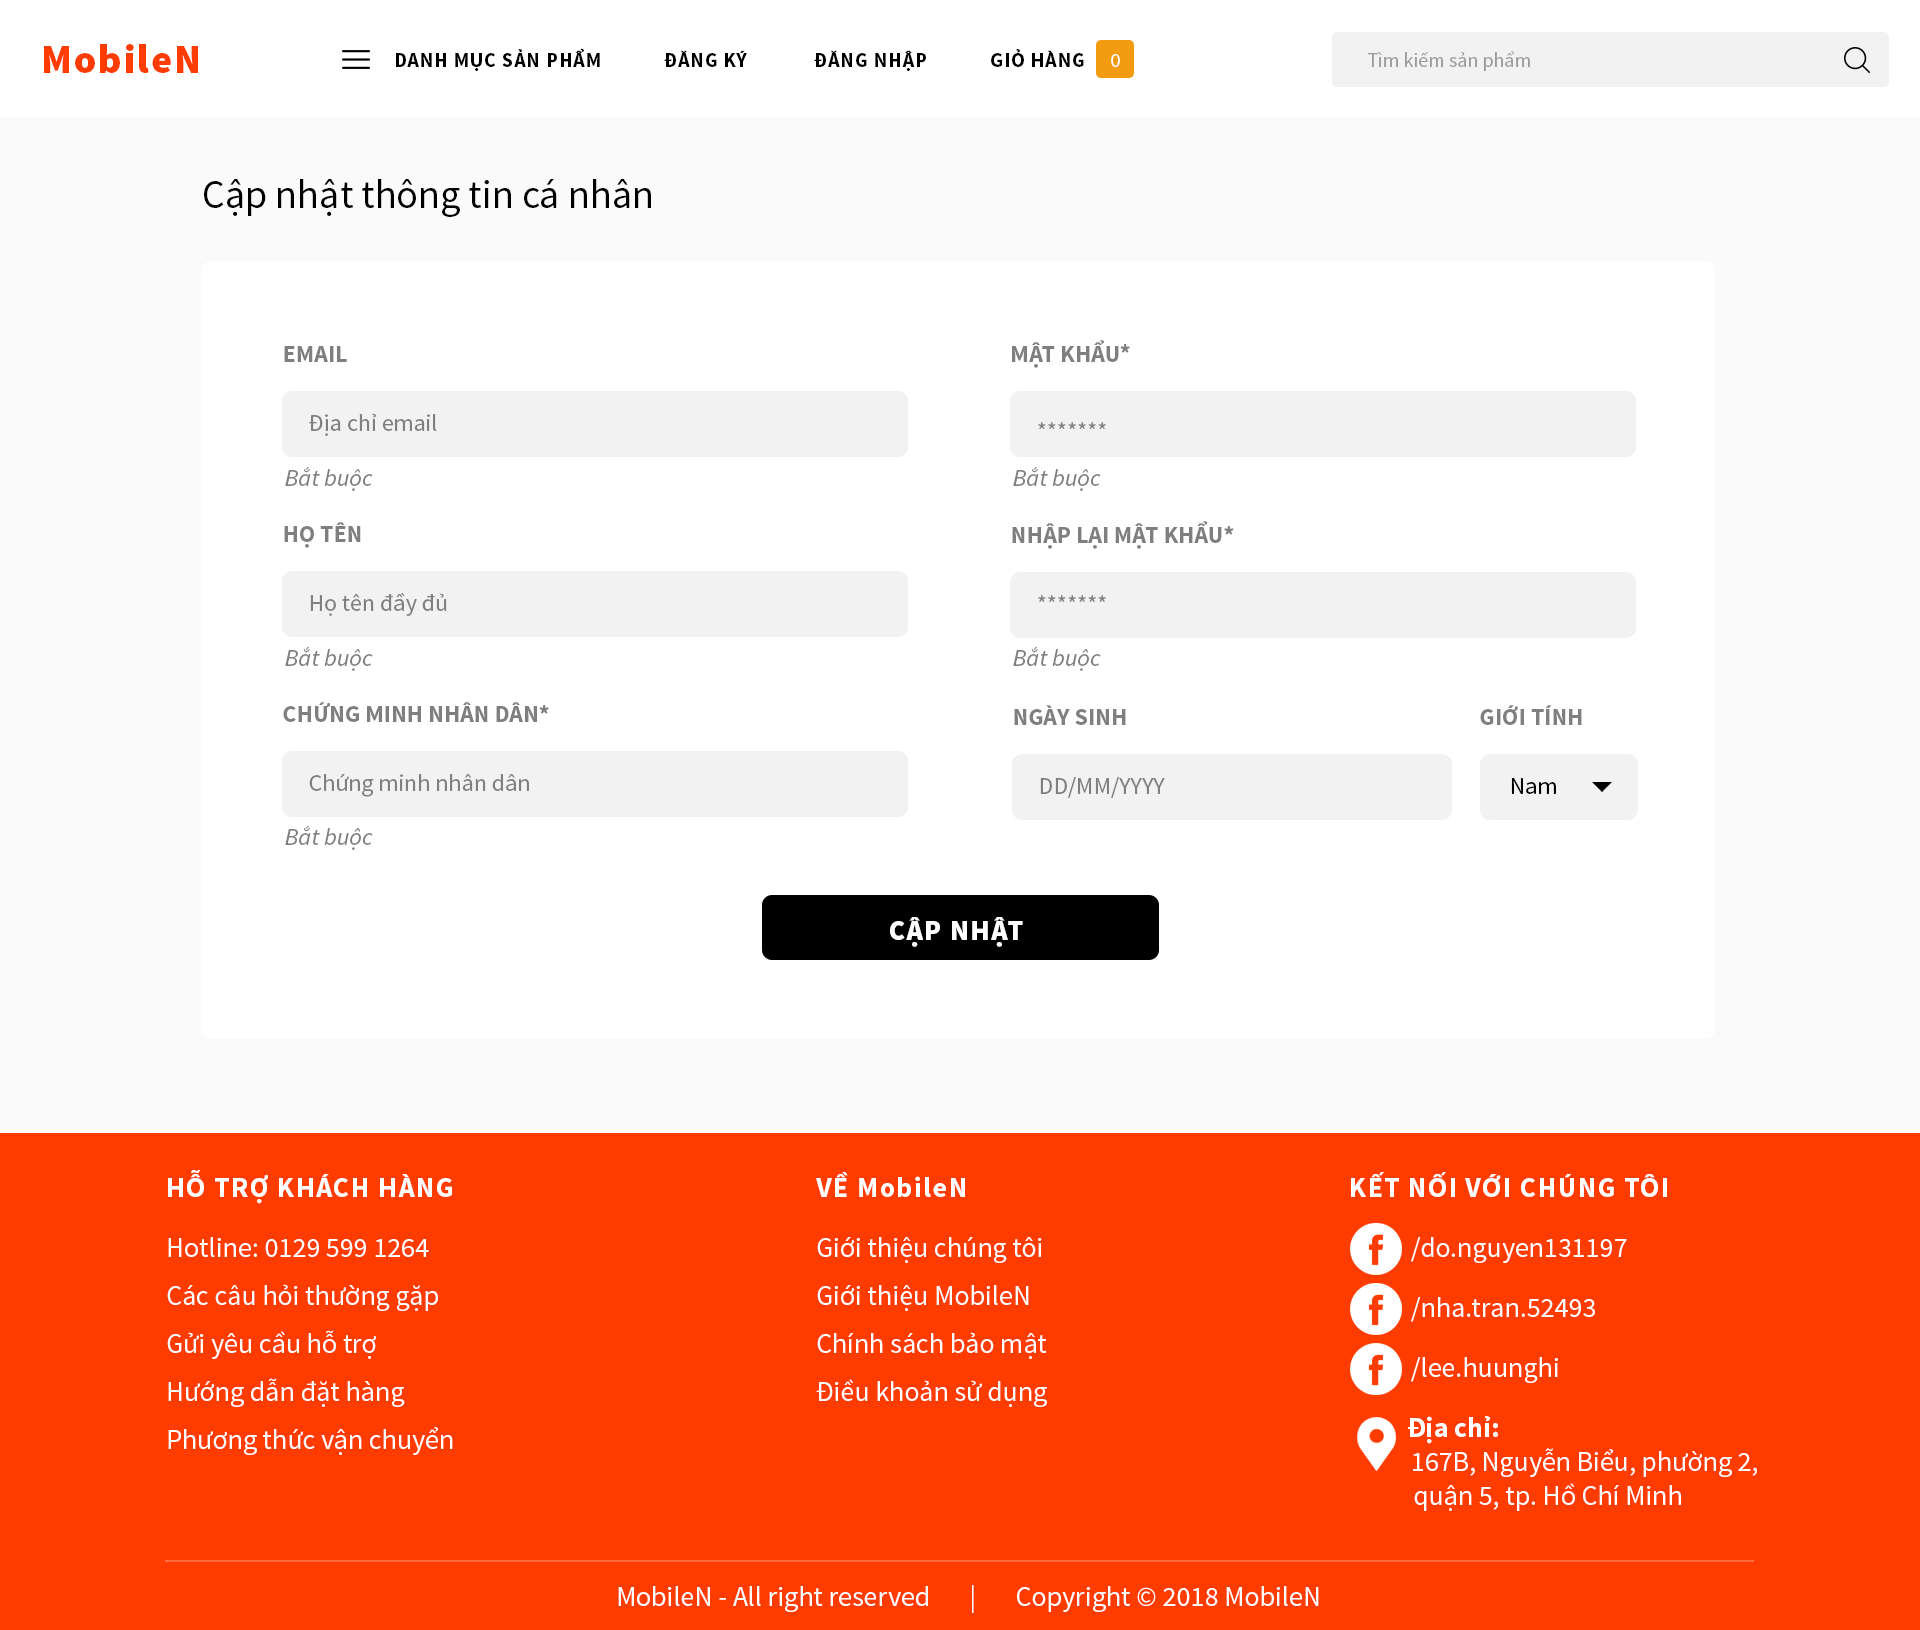 MobileN
DANH MỤC SẢN PHẨM
ĐĂNG KÝ
ĐĂNG NHẬP
GIỎ HÀNG 0
Tìm kiếm sản phẩm
Cập nhật thông tin cá nhân
EMAIL
Địa chỉ email
Bắt buộc
MẬT KHẨU*
*******
Bắt buộc
HỌ TÊN
Họ tên đầy đủ
Bắt buộc
NHẬP LẠI MẬT KHẨU*
*******
Bắt buộc
CHỨNG MINH NHÂN DÂN*
Chứng minh nhân dân
Bắt buộc
NGÀY SINH
DD/MM/YYYY
GIỚI TÍNH
Nam
CẬP NHẬT
HỖ TRỢ KHÁCH HÀNG
Hotline: 0129 599 1264
Các câu hỏi thường gặp
Gửi yêu cầu hỗ trợ
Hướng dẫn đặt hàng
Phương thức vận chuyển
VỀ MobileN
Giới thiệu chúng tôi
Giới thiệu MobileN
Chính sách bảo mật
Điều khoản sử dụng
KẾT NỐI VỚI CHÚNG TÔI
/do.nguyen131197
/nha.tran.52493
/lee.huunghi
Địa chỉ:
167B, Nguyễn Biểu, phường 2,
quận 5, tp. Hồ Chí Minh
MobileN - All right reserved | Copyright © 2018 MobileN